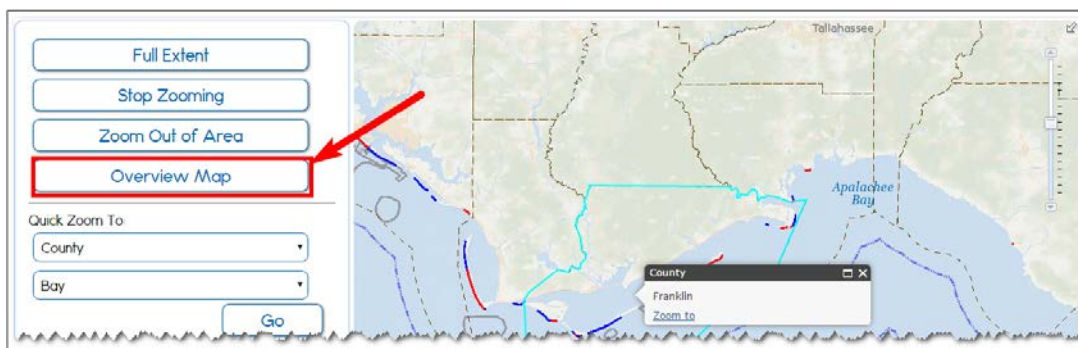 Full Extent
Stop Zooming
Zoom Out of Area
Overview Map
Quick Zoom To
County
Bay
Go
Tallahassee
Apalachee
Bay
County
Franklin
Zoom to